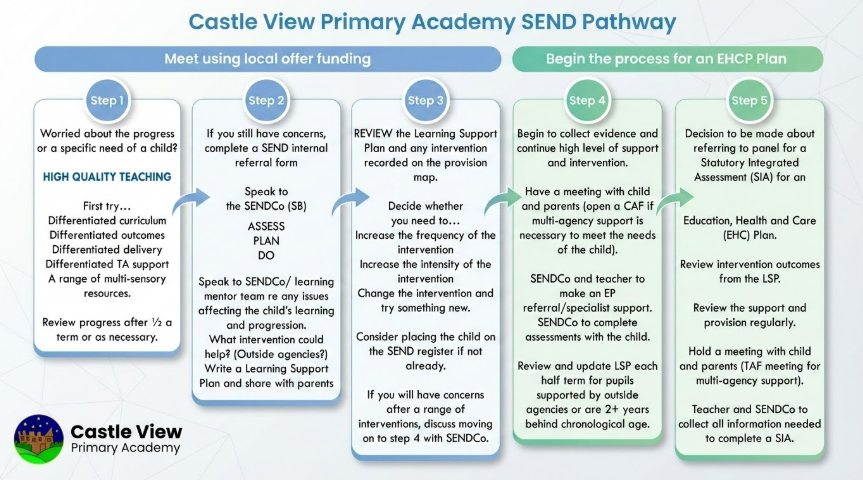 Castle View Primary Academy SEND Pathway
Meet using local offer funding
Begin the process for an EHCP Plan
Step 1
Worried about the progress
or a specific need of a child?
HIGH QUALITY TEACHING
First try...
Differentiated curriculum
Differentiated outcomes
Differentiated delivery
Differentiated TA support
A range of multi-sensory
resources.
Review progress after ½ a
term or as necessary.
Step 2
If you still have concerns,
complete a SEND internal
referral form
Speak to
the SENDCo (SB)
ASSESS
PLAN
DO
Speak to SENDCo/ learning
mentor team re any issues
affecting the child's learning
and progression.
What intervention could
help? (Outside agencies?)
Write a Learning Support
Plan and share with parents
Step 3
REVIEW the Learning Support
Plan and any intervention
recorded on the provision
map.
Decide whether
you need to...
Increase the frequency of the
intervention
Increase the intensity of the
intervention
Change the intervention and
try something new.
Consider placing the child on
the SEND register if not
already.
If you will have concerns
after a range of
interventions, discuss moving
on to step 4 with SENDCo.
Step 4
Begin to collect evidence and
continue high level of support
and intervention.
Have a meeting with child
and parents (open a CAF if
multi-agency support is
necessary to meet the needs
of the child).
SENDCo and teacher to
make an EP
referral/specialist support.
SENDCo to complete
assessments with the child.
Review and update LSP each
half term for pupils
supported by outside
agencies or are 2+ years
behind chronological age.
Step 5
Decision to be made about
referring to panel for a
Statutory Integrated
Assessment (SIA) for an
Education, Health and Care
(EHC) Plan.
Review intervention outcomes
from the LSP.
Review the support and
provision regularly.
Hold a meeting with child
and parents (TAF meeting for
multi-agency support).
Teacher and SENDCo to
collect all information needed
to complete a SIA.
Castle View
Primary Academy